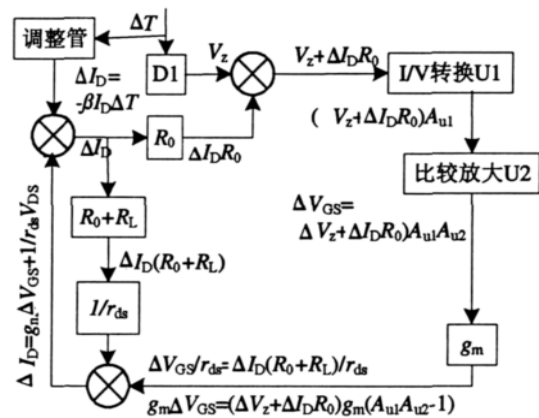 调整管
ΔT
ΔI_D=
-βI_DΔT
D1
V_z
V_z+ΔI_DR_0
I/V转换U1
( V_z+ΔI_DR_0)A_u1
ΔI_D
R_0
ΔI_DR_0
比较放大U2
R_0+R_L
ΔV_GS=
ΔV_z+ΔI_DR_0)A_u1A_u2
ΔI_D(R_0+R_L)
1/r_ds
g_m
Δ I_D=g_n.ΔV_GS+1/r_dsV_DS
ΔV_GS/r_ds=ΔI_D(R_0+R_L)/r_ds
g_mΔV_GS=(ΔV_z+ΔI_DR_0)g_m(A_u1A_u2-1)